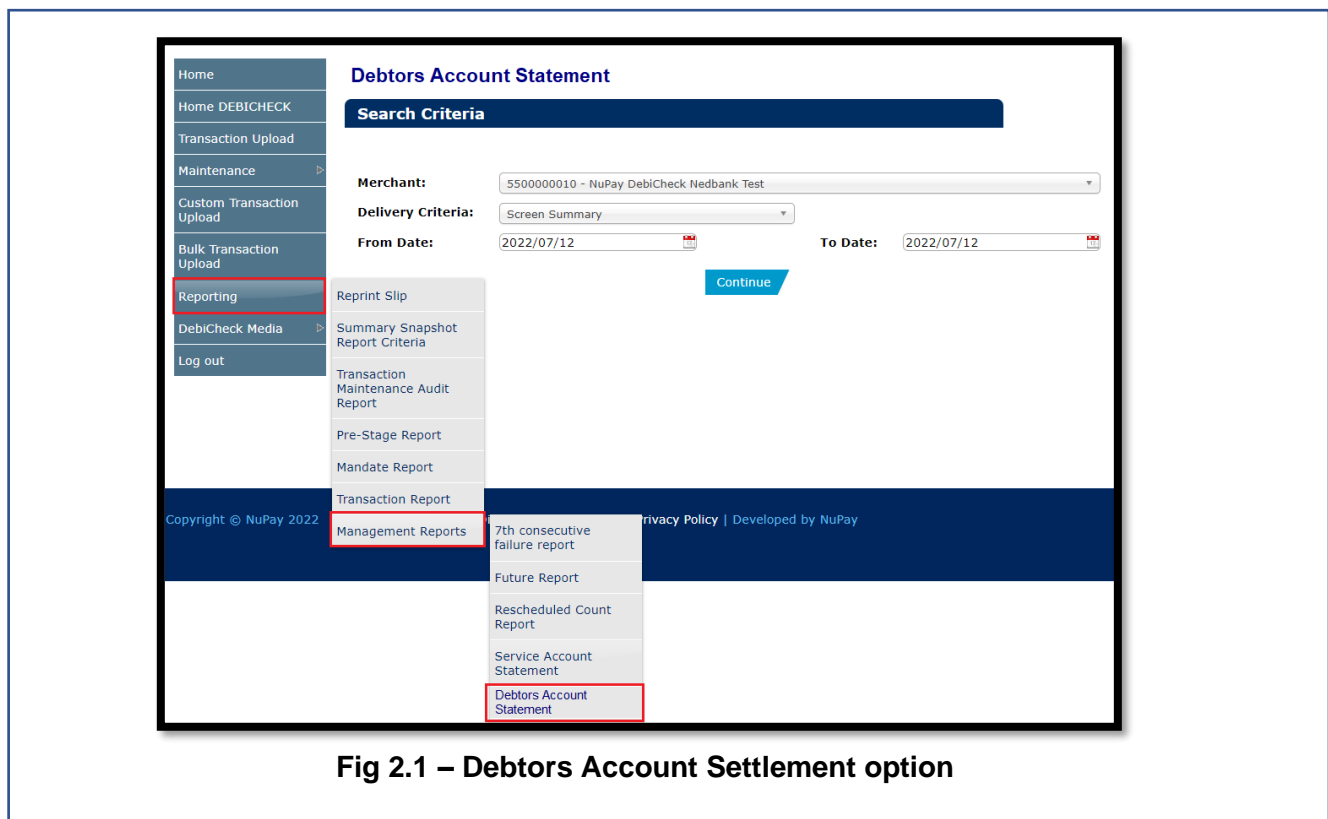 Home
Home DEBICHECK
Transaction Upload
Maintenance
Custom Transaction
Upload
Bulk Transaction
Upload
Reporting
DebiCheck Media
Log out
Debtors Account Statement
Search Criteria
Merchant: 5500000010 - NuPay DebiCheck Nedbank Test
Delivery Criteria: Screen Summary
From Date: 2022/07/12 To Date: 2022/07/12
Continue
Reprint Slip
Summary Snapshot
Report Criteria
Transaction
Maintenance Audit
Report
Pre-Stage Report
Mandate Report
Transaction Report
Management Reports
Copyright © NuPay 2022 Policy | Developed by NuPay
7th consecutive
failure report
Future Report
Rescheduled Count
Report
Service Account
Statement
Debtors Account
Statement
Fig 2.1 – Debtors Account Settlement option